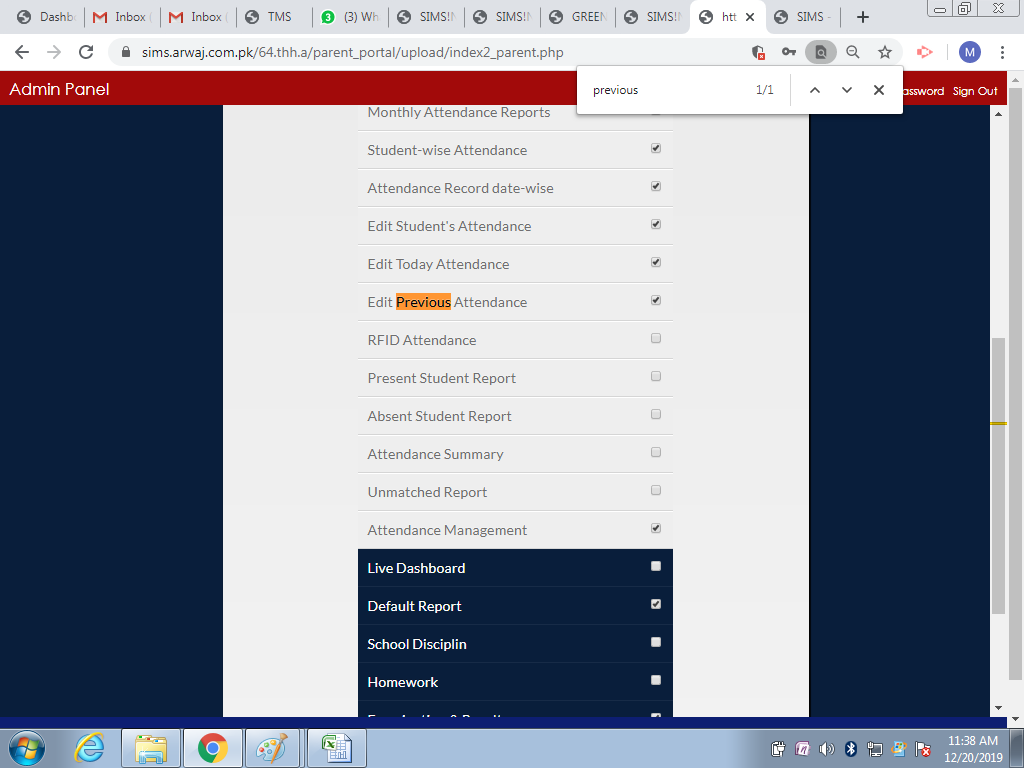 Dashb
Inbox (
Inbox (
TMS
3
(3) Wh
SIMS!N
SIMS!
GREEN
SIMS!N
htt
SIMS -
sims.arwaj.com.pk/64.thh.a/parent_portal/upload/index2_parent.php
M
previous
1/1
Admin Panel
assword
Sign Out
Monthly Attendance Reports
Student-wise Attendance
Attendance Record date-wise
Edit Student's Attendance
Edit Today Attendance
Edit Previous Attendance
RFID Attendance
Present Student Report
Absent Student Report
Attendance Summary
Unmatched Report
Attendance Management
Live Dashboard
Default Report
School Disciplin
Homework
11:38 AM
12/20/2019